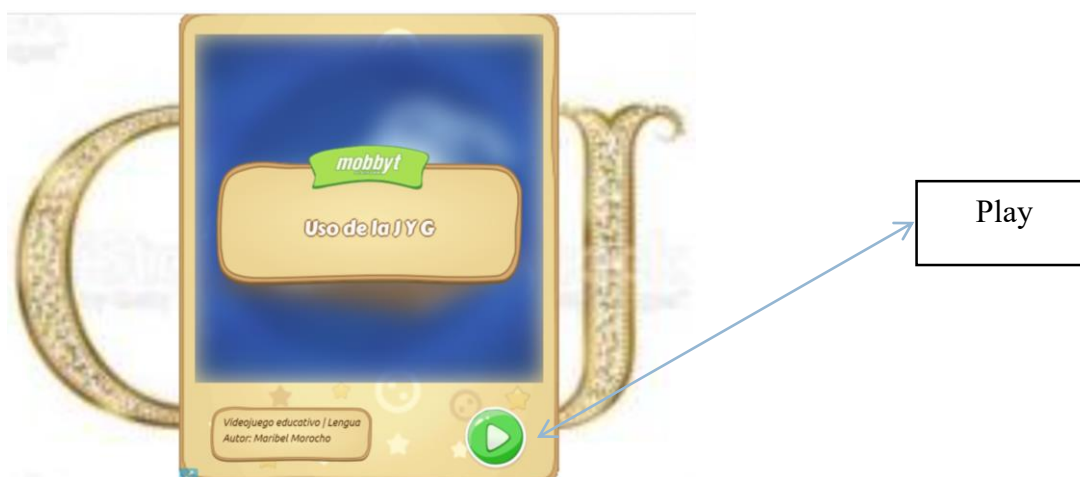 mobbyt
Uso de la J Y G
Play
Videojuego educativo | Lengua
Autor: Maribel Morocho